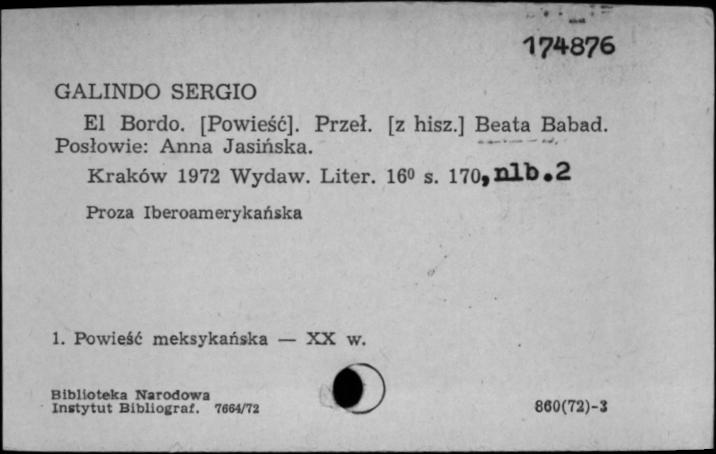 174876
GALINDO SERGIO
El Bordo. [Powieść]. Przeł. [z hisz.] Beata Babad.
Posłowie: Anna Jasińska.
Kraków 1972 Wydaw. Liter. 16⁰ s. 170, nlb.2
Proza Iberoamerykańska
1. Powieść meksykańska — XX w.
Biblioteka Narodowa
Instytut Bibliograf. 7664/72
860(72)-3